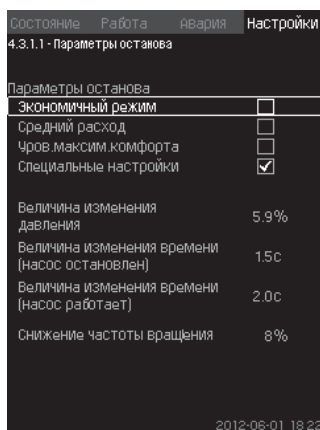 Состояние Работа Авария Настройки
4.3.1.1 - Параметры останова
Параметры останова
Экономичный режим
Средний расход
Уров.максим.комфорта
Специальные настройки
Величина изменения
давления 5.9%
Величина изменения времени
(насос остановлен) 1.5с
Величина изменения времени
(насос работает) 2.0с
Снижение частоты вращения 8%
2012-06-01 18:22